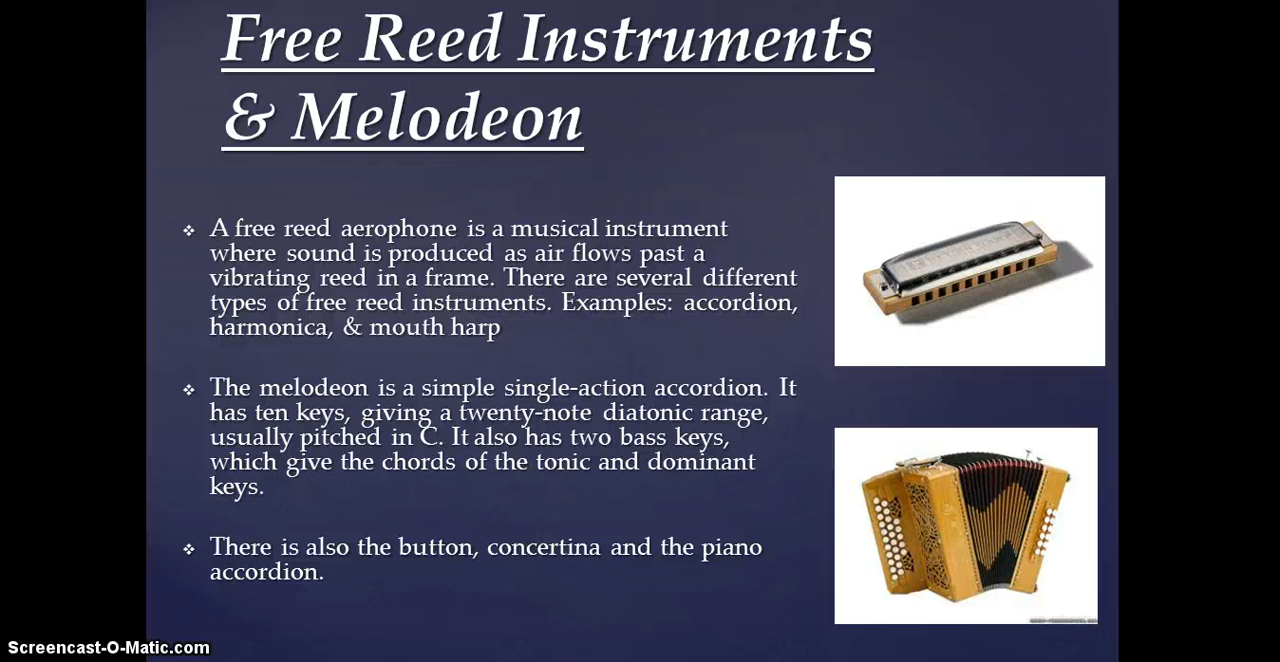 Free Reed Instruments
& Melodeon
❖ A free reed aerophone is a musical instrument
where sound is produced as air flows past a
vibrating reed in a frame. There are several different
types of free reed instruments. Examples: accordion,
harmonica, & mouth harp
❖ The melodeon is a simple single-action accordion. It
has ten keys, giving a twenty-note diatonic range,
usually pitched in C. It also has two bass keys,
which give the chords of the tonic and dominant
keys.
❖ There is also the button, concertina and the piano
accordion.
Screencast-O-Matic.com